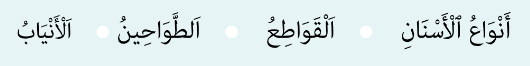 أَنْوَاعُ ٱلْأَسْنَانِ اَلْقَوَاطِعُ اَلطَّوَاحِينُ اَلْأَنْيَابُ